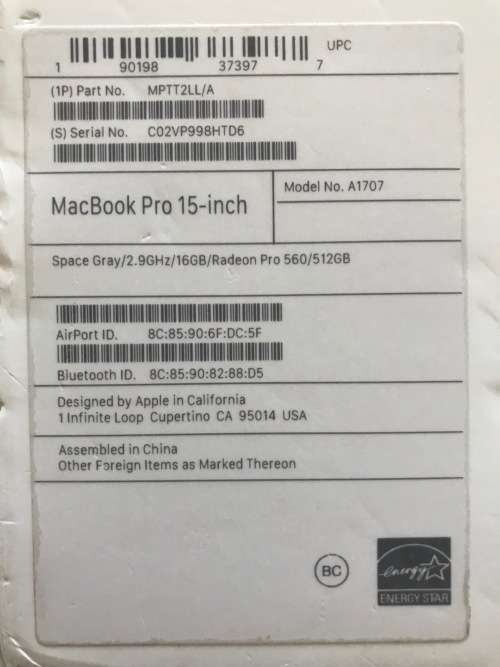 UPC
1 90198 37397 7
(1P) Part No. MPTT2LL/A
(S) Serial No. C02VP998HTD6
MacBook Pro 15-inch
Model No. A1707
Space Gray/2.9GHz/16GB/Radeon Pro 560/512GB
AirPort ID. 8C:85:90:6F:DC:5F
Bluetooth ID. 8C:85:90:82:88:D5
Designed by Apple in California
1 Infinite Loop Cupertino CA 95014 USA
Assembled in China
Other Foreign Items as Marked Thereon
BC
energy
ENERGY STAR